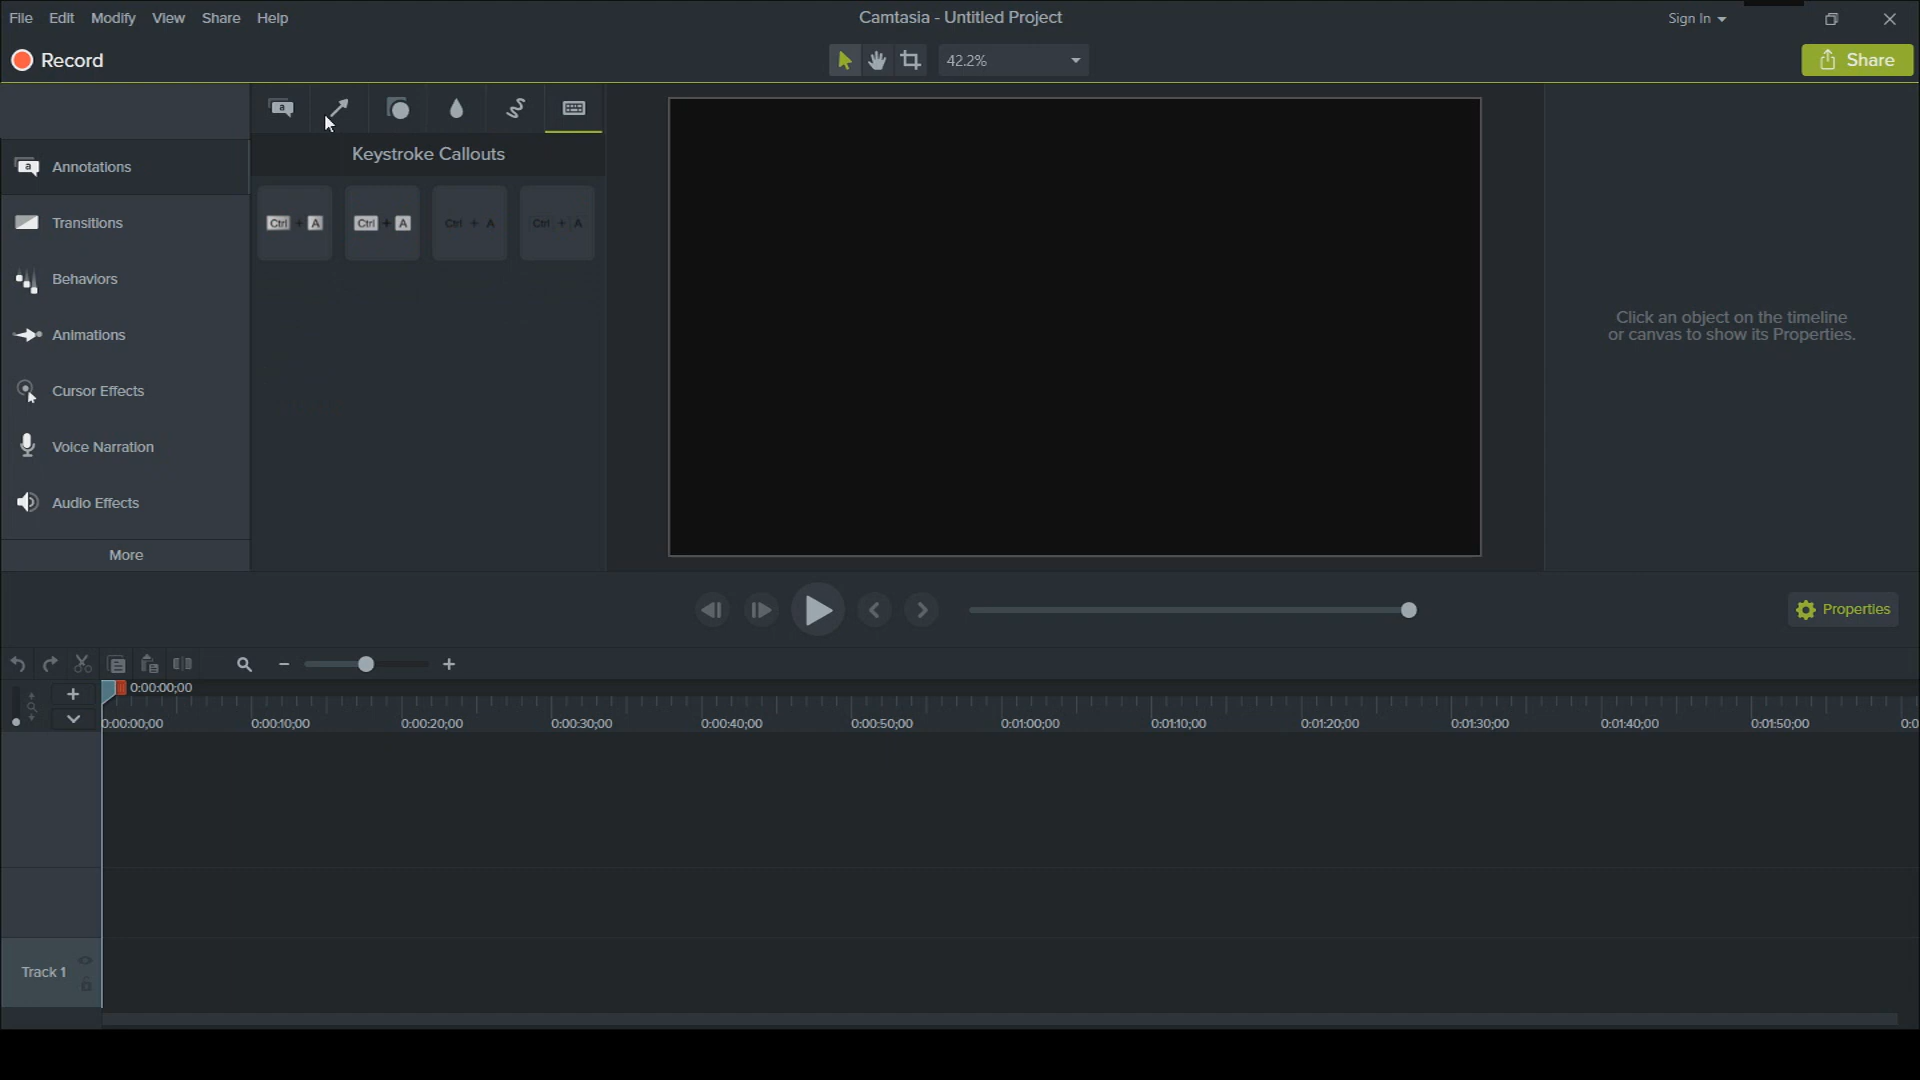 File Edit Modify View Share Help
Camtasia - Untitled Project
Sign In
Record
42.2%
Share
a
Keystroke Callouts
a Annotations
Transitions
Behaviors
Animations
Cursor Effects
Voice Narration
Audio Effects
More
Ctrl + A
Ctrl + A
Ctrl + A
Ctrl + A
Click an object on the timeline
or canvas to show its Properties.
Properties
0:00:00;00
0:00:00;00 0:00:10;00 0:00:20;00 0:00:30;00 0:00:40;00 0:00:50;00 0:01:00;00 0:01:10;00 0:01:20;00 0:01:30;00 0:01:40;00 0:01:50;00 0:0
Track 1